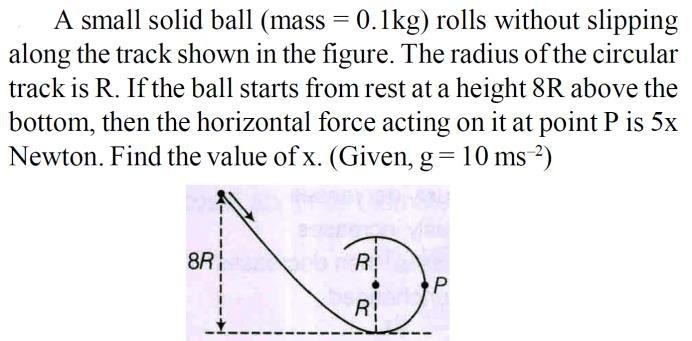 A small solid ball (mass = 0.1kg) rolls without slipping
along the track shown in the figure. The radius of the circular
track is R. If the ball starts from rest at a height 8R above the
bottom, then the horizontal force acting on it at point P is 5x
Newton. Find the value of x. (Given, g = 10 ms⁻²)
8R
R
P
R